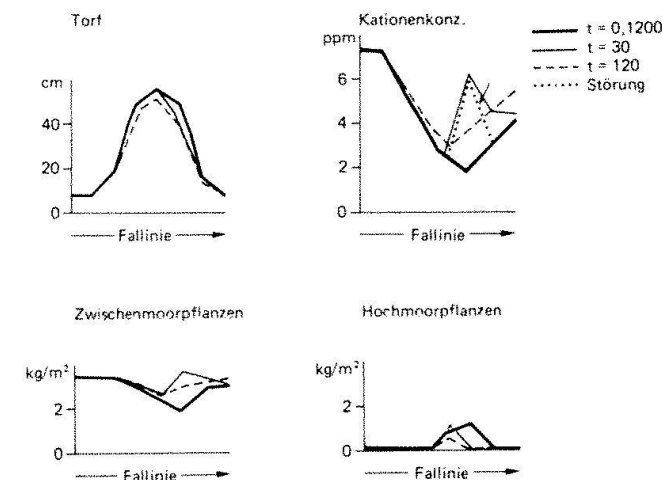 Torf
cm
40
20
0
Fallinie
Kationenkonz.
ppm
6
4
2
0
Fallinie
t = 0,1200
t = 30
t = 120
Störung
Zwischenmoorpflanzen
kg/m²
2
0
Fallinie
Hochmoorpflanzen
kg/m²
2
0
Fallinie